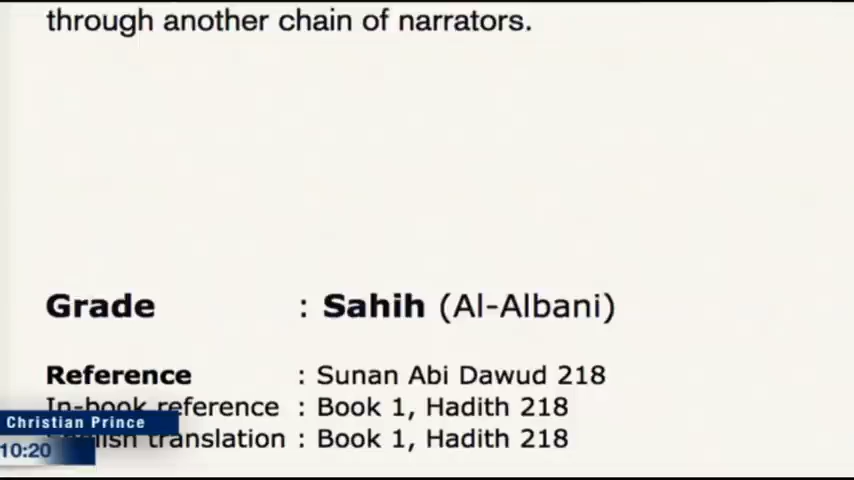 through another chain of narrators.
Grade : Sahih (Al-Albani)
Reference : Sunan Abi Dawud 218
In-book reference : Book 1, Hadith 218
Christian Prince
English translation : Book 1, Hadith 218
10:20